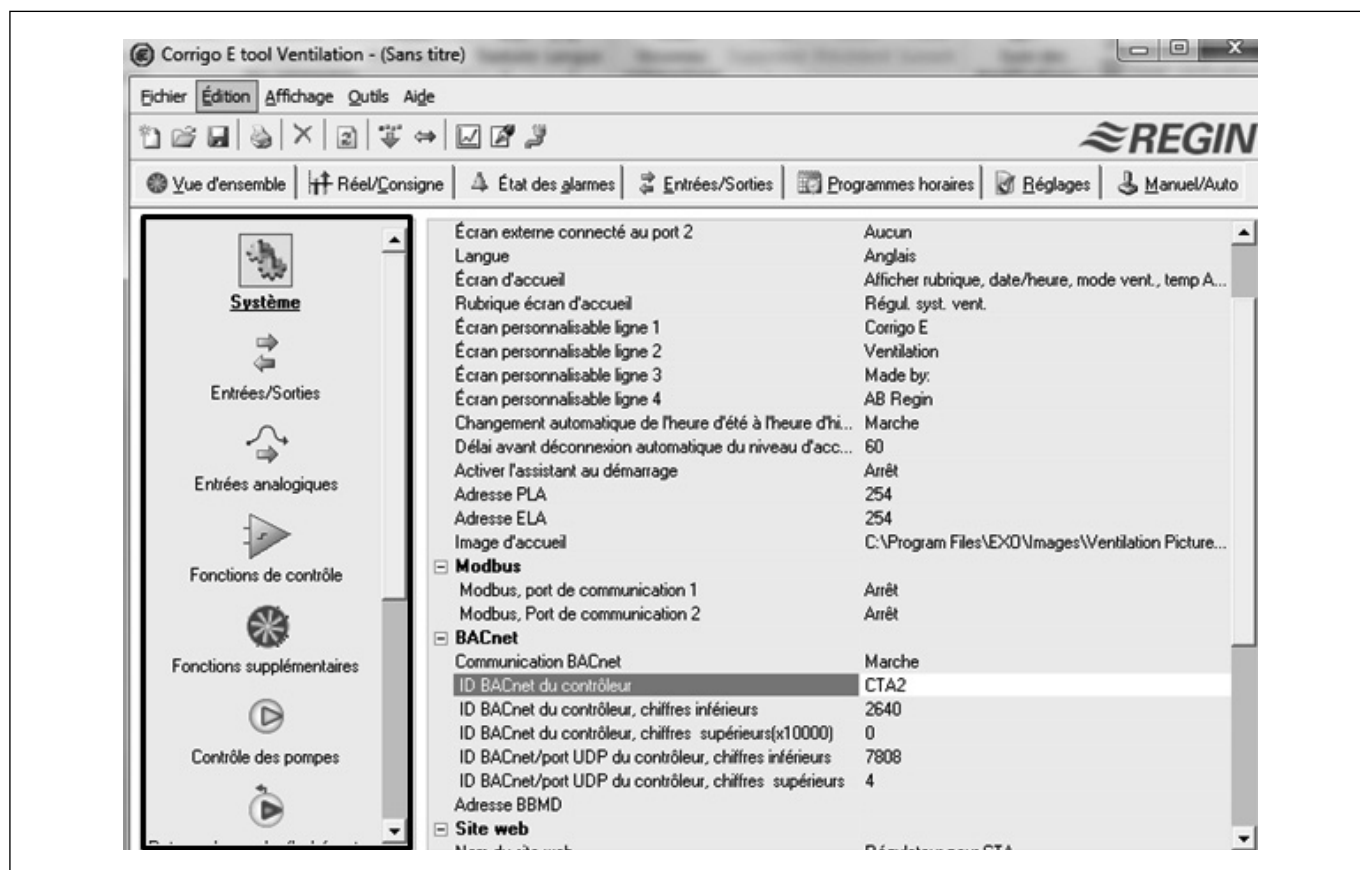 Corrigo E tool Ventilation - (Sans titre)
Fichier Édition Affichage Outils Aide
REGIN
Vue d'ensemble Réel/Consigne État des alarmes Entrées/Sorties Programmes horaires Réglages Manuel/Auto
Système
Entrées/Sorties
Entrées analogiques
Fonctions de contrôle
Fonctions supplémentaires
Contrôle des pompes
Écran externe connecté au port 2 Aucun
Langue Anglais
Écran d'accueil Afficher rubrique, date/heure, mode vent., temp A...
Rubrique écran d'accueil Régul. syst. vent.
Écran personnalisable ligne 1 Corrigo E
Écran personnalisable ligne 2 Ventilation
Écran personnalisable ligne 3 Made by:
Écran personnalisable ligne 4 AB Regin
Changement automatique de l'heure d'été à l'heure d'hi... Marche
Délai avant déconnexion automatique du niveau d'acc... 60
Activer l'assistant au démarrage Arrêt
Adresse PLA 254
Adresse ELA 254
Image d'accueil C:\Program Files\EXO\Images\Ventilation Picture...
Modbus
Modbus, port de communication 1 Arrêt
Modbus, Port de communication 2 Arrêt
BACnet
Communication BACnet Marche
ID BACnet du contrôleur CTA2
ID BACnet du contrôleur, chiffres inférieurs 2640
ID BACnet du contrôleur, chiffres supérieurs(x10000) 0
ID BACnet/port UDP du contrôleur, chiffres inférieurs 7808
ID BACnet/port UDP du contrôleur, chiffres supérieurs 4
Adresse BBMD
Site web
Nom du site web Régulateur pour CTA